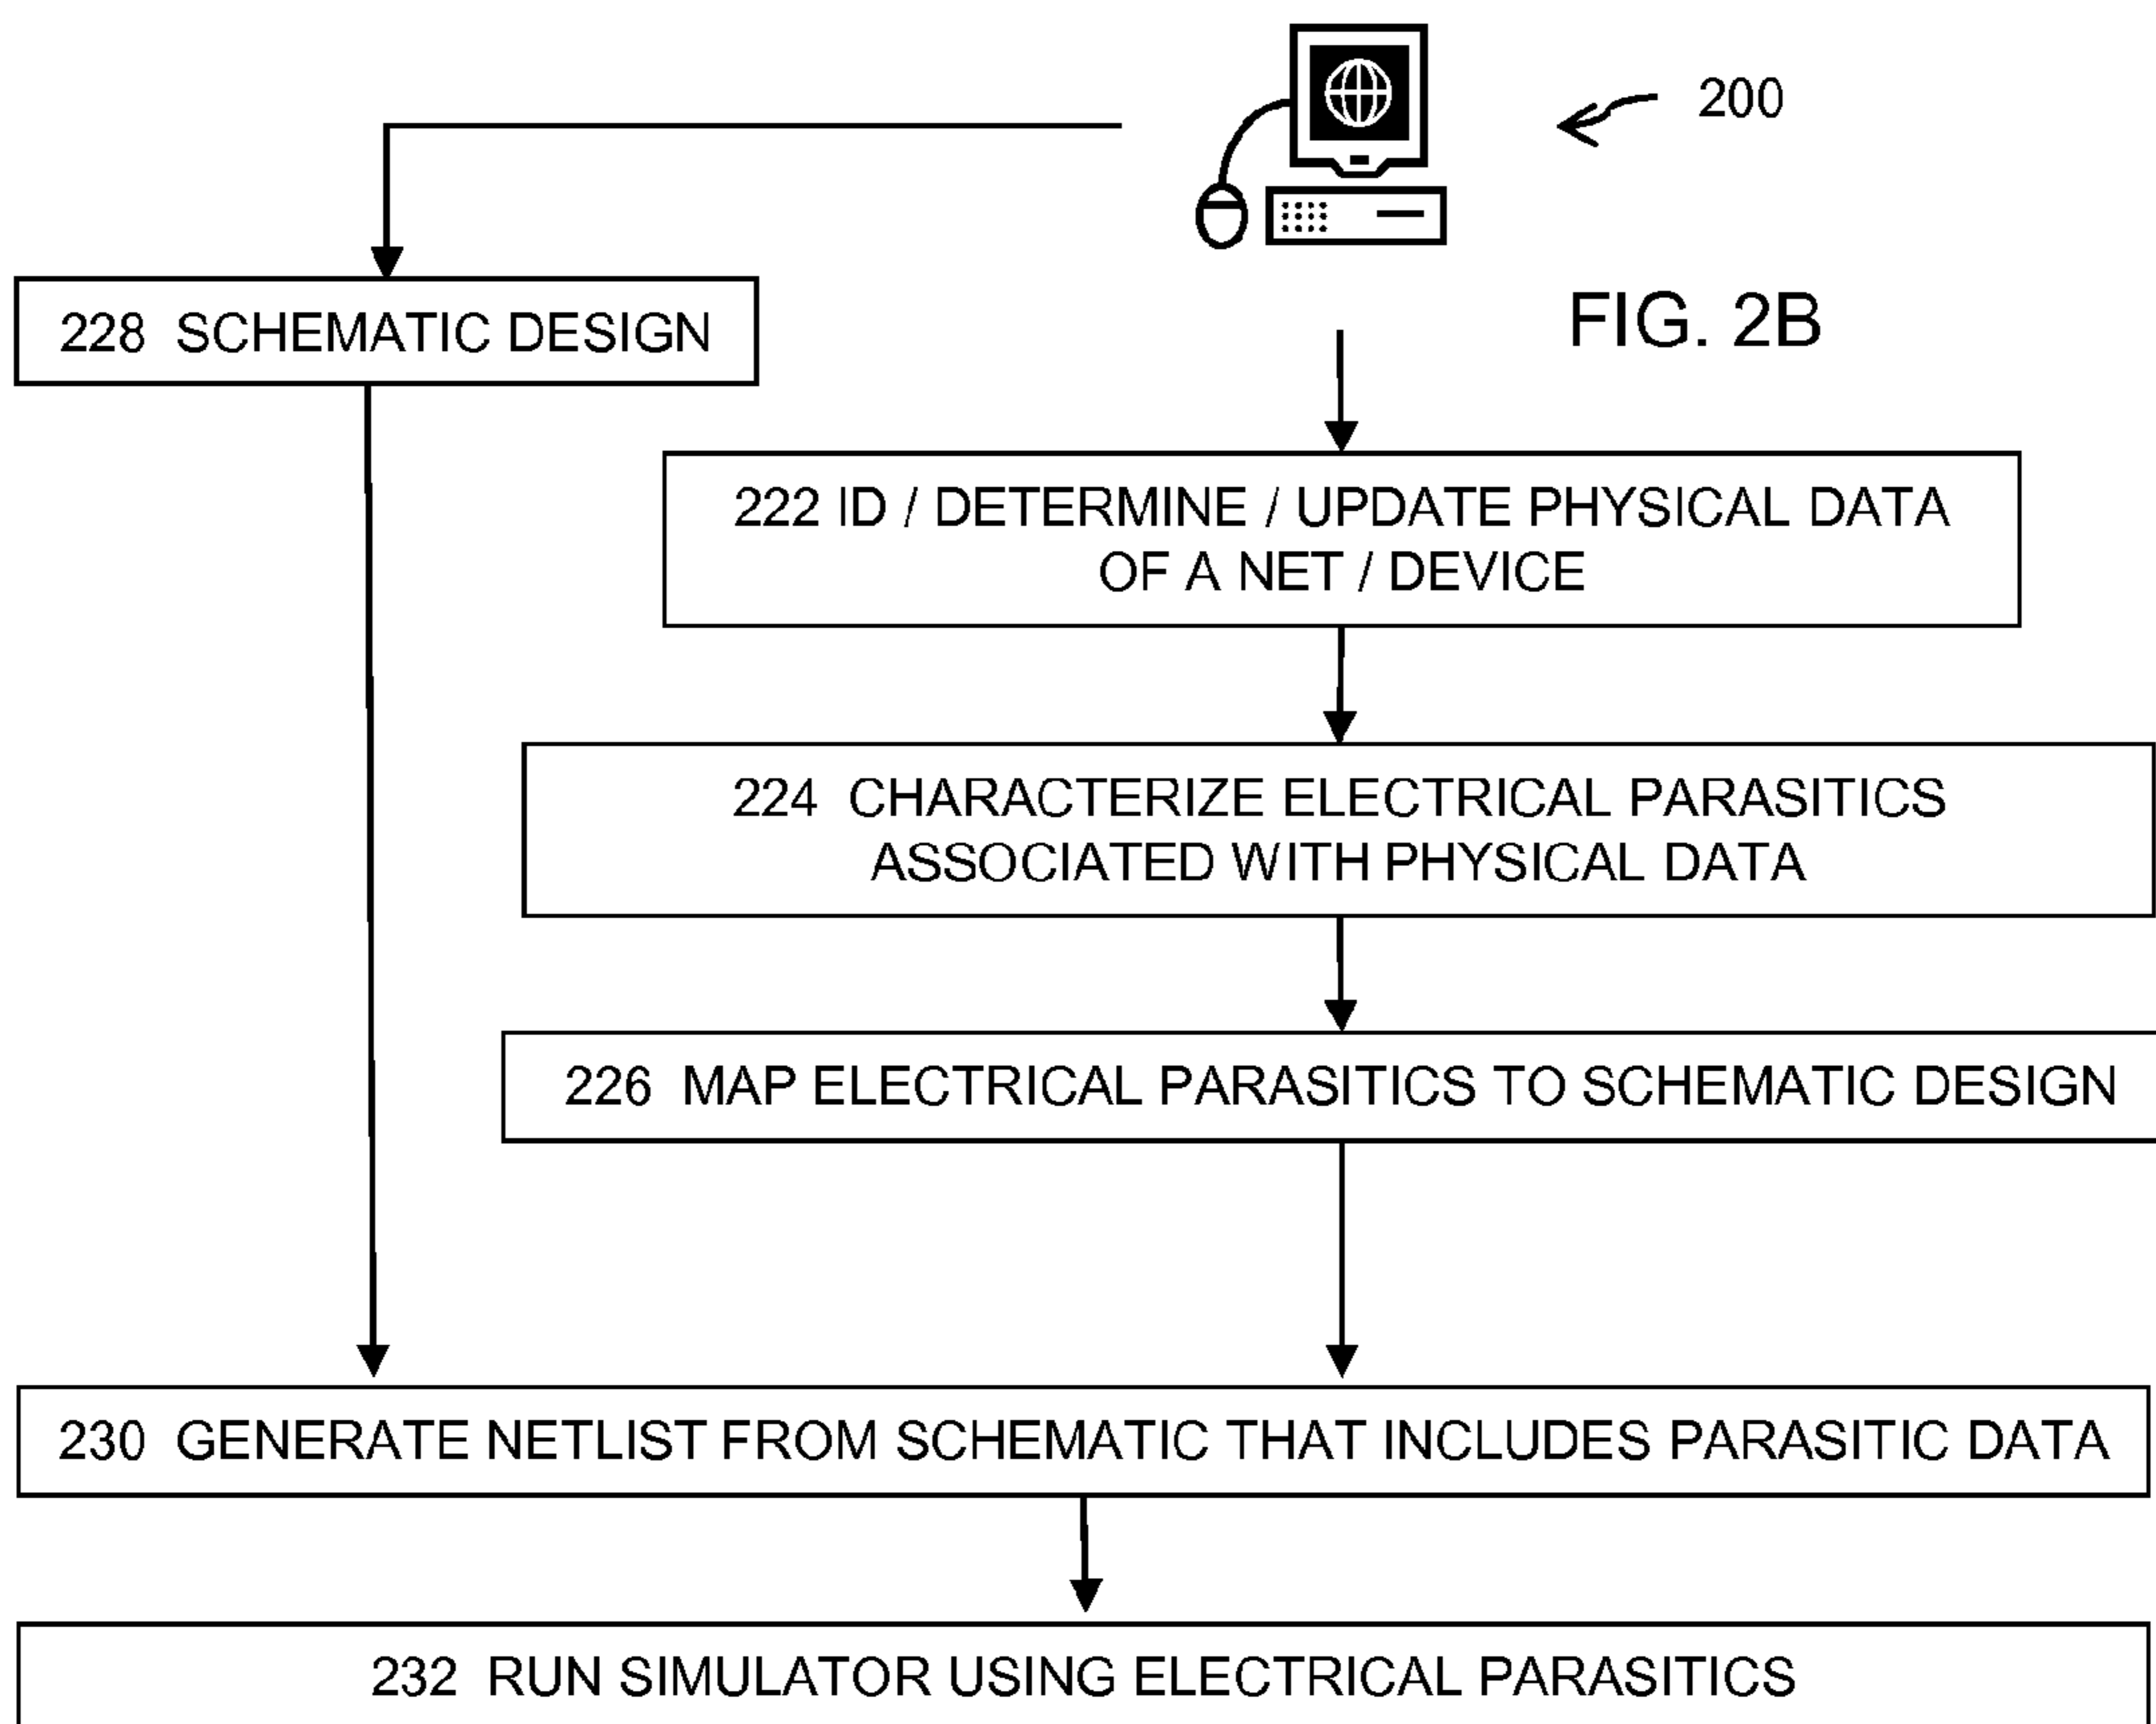 200
228 SCHEMATIC DESIGN
FIG. 2B
222 ID / DETERMINE / UPDATE PHYSICAL DATA
OF A NET / DEVICE
224 CHARACTERIZE ELECTRICAL PARASITICS
ASSOCIATED WITH PHYSICAL DATA
226 MAP ELECTRICAL PARASITICS TO SCHEMATIC DESIGN
230 GENERATE NETLIST FROM SCHEMATIC THAT INCLUDES PARASITIC DATA
232 RUN SIMULATOR USING ELECTRICAL PARASITICS